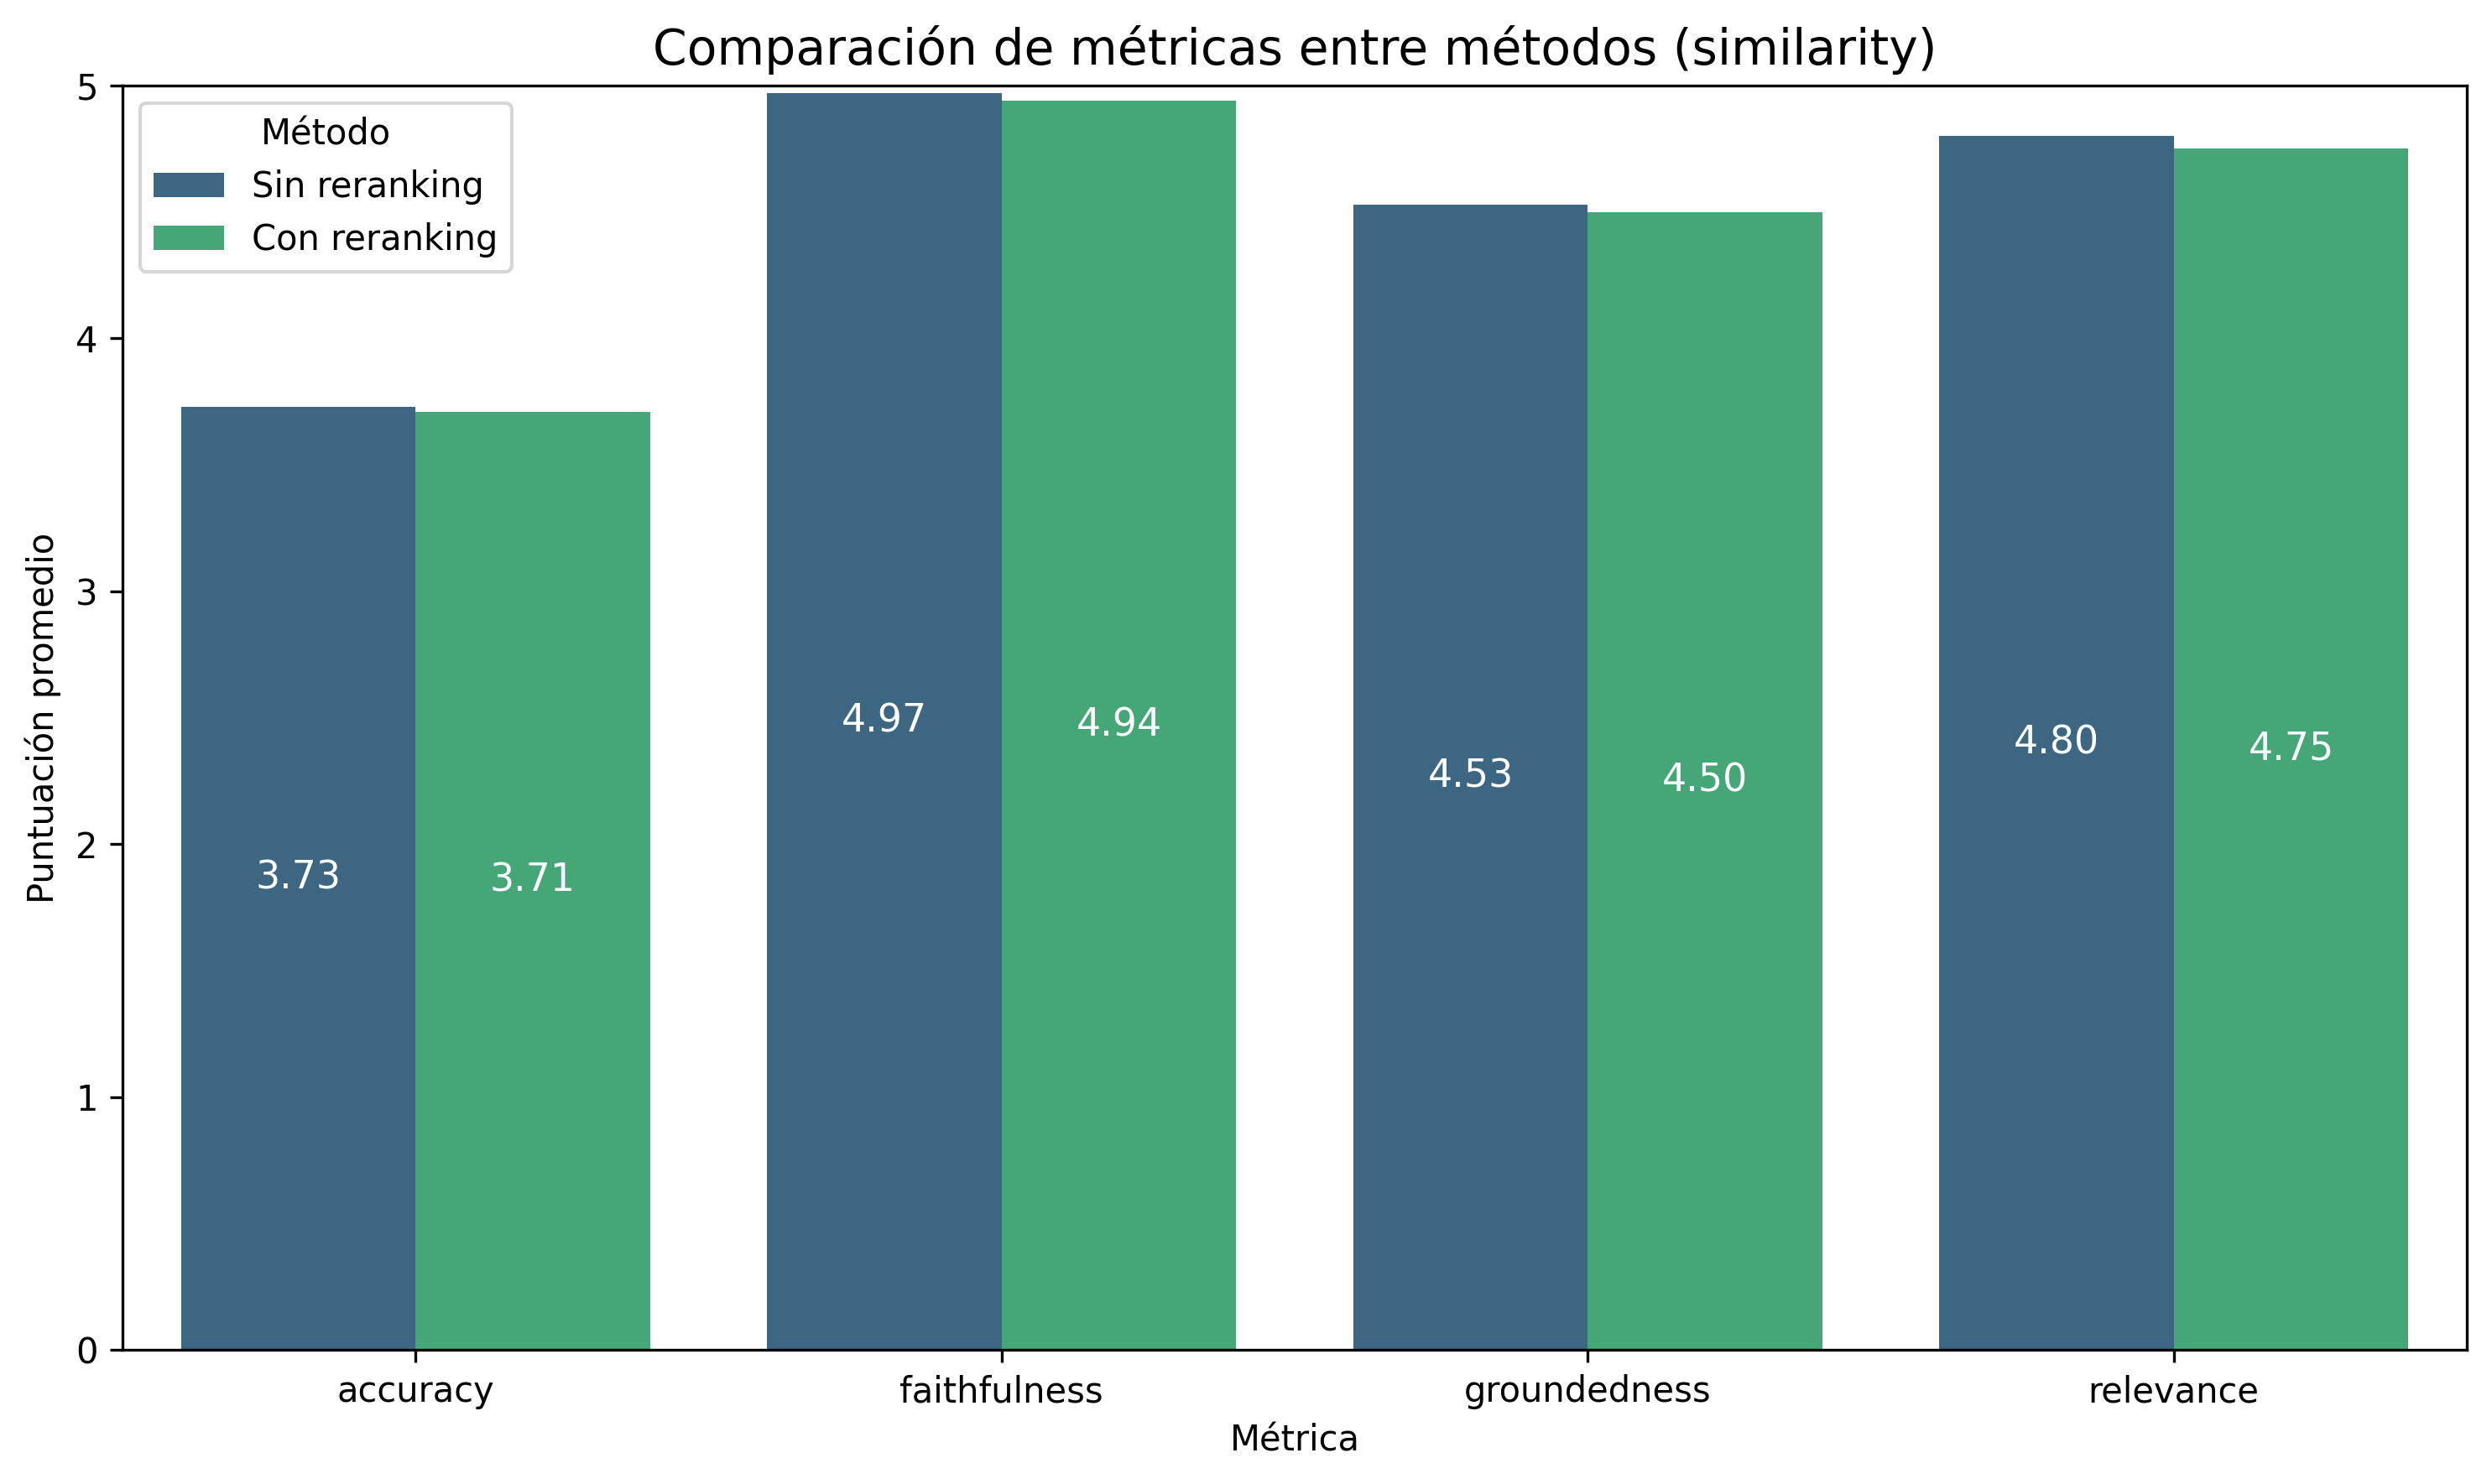 Comparación de métricas entre métodos (similarity)
Método
Sin reranking
Con reranking
Puntuación promedio
5
4
3
2
1
0
3.73
3.71
4.97
4.94
4.53
4.50
4.80
4.75
accuracy
faithfulness
groundedness
relevance
Métrica